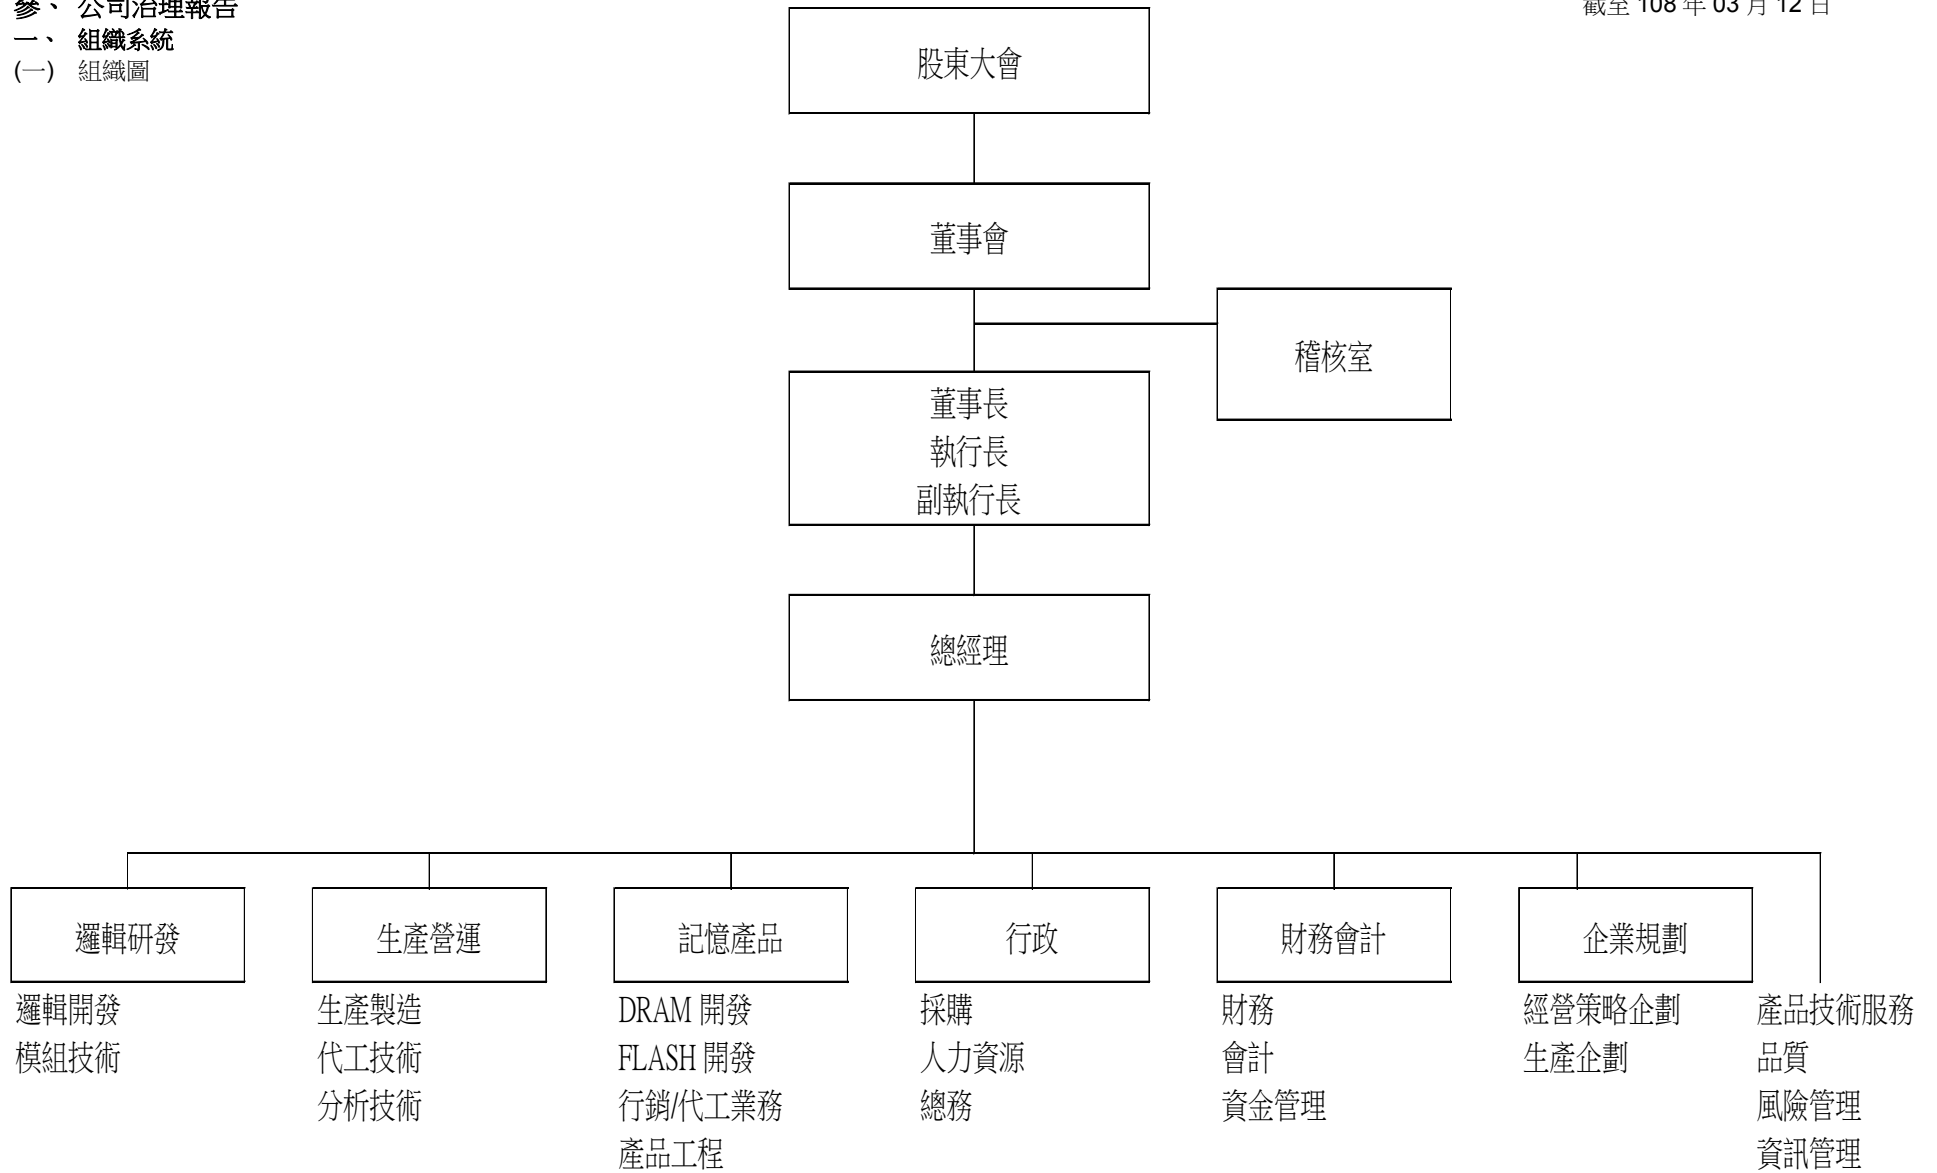 參、 公司治理報告
截至 108 年 03 月 12 日
一、 組織系統
(一) 組織圖
股東大會
董事會
稽核室
董事長
執行長
副執行長
總經理
邏輯研發
邏輯開發
模組技術
生產營運
生產製造
代工技術
分析技術
記憶產品
DRAM 開發
FLASH 開發
行銷/代工業務
產品工程
行政
採購
人力資源
總務
財務會計
財務
會計
資金管理
企業規劃
經營策略企劃
生產企劃
產品技術服務
品質
風險管理
資訊管理